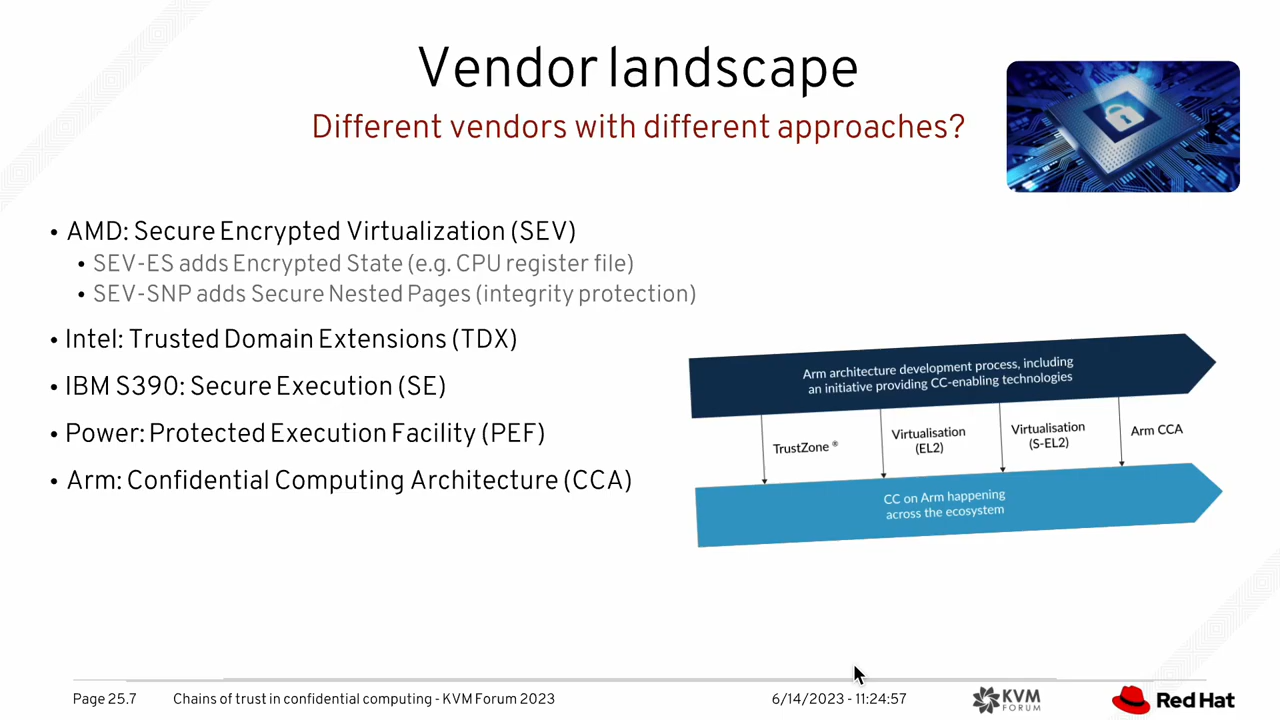 Vendor landscape
Different vendors with different approaches?
• AMD: Secure Encrypted Virtualization (SEV)
• SEV-ES adds Encrypted State (e.g. CPU register file)
• SEV-SNP adds Secure Nested Pages (integrity protection)
• Intel: Trusted Domain Extensions (TDX)
• IBM S390: Secure Execution (SE)
• Power: Protected Execution Facility (PEF)
• Arm: Confidential Computing Architecture (CCA)
Arm architecture development process, including
an initiative providing CC-enabling technologies
TrustZone ®
Virtualisation
(EL2)
Virtualisation
(S-EL2)
Arm CCA
CC on Arm happening
across the ecosystem
Page 25.7
Chains of trust in confidential computing - KVM Forum 2023
6/14/2023 - 11:24:57
KVM
FORUM
Red Hat